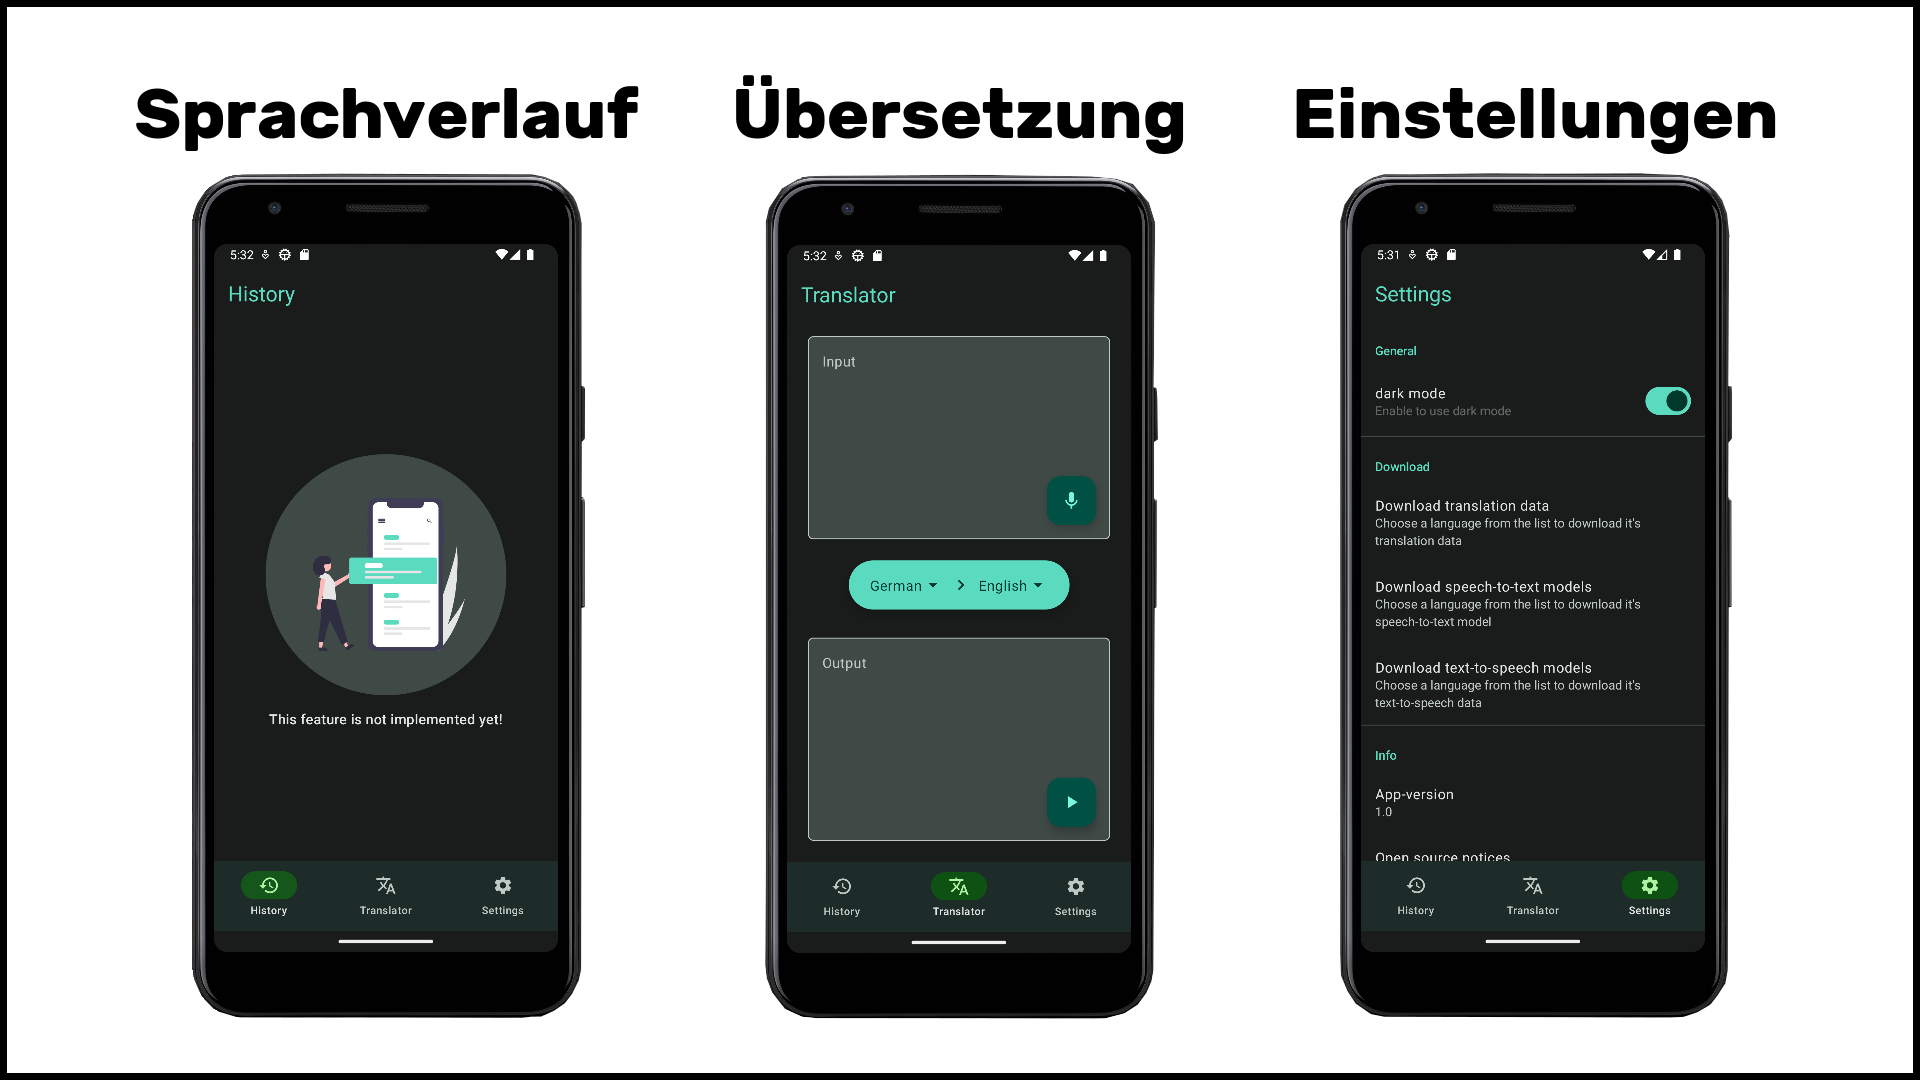 Sprachverlauf
Übersetzung
Einstellungen
5:32
History
This feature is not implemented yet!
History
Translator
Settings
5:32
Translator
Input
German
English
Output
History
Translator
Settings
5:31
Settings
General
dark mode
Enable to use dark mode
Download
Download translation data
Choose a language from the list to download it's
translation data
Download speech-to-text models
Choose a language from the list to download it's
speech-to-text model
Download text-to-speech models
Choose a language from the list to download it's
text-to-speech data
Info
App-version
1.0
Open source notices
History
Translator
Settings